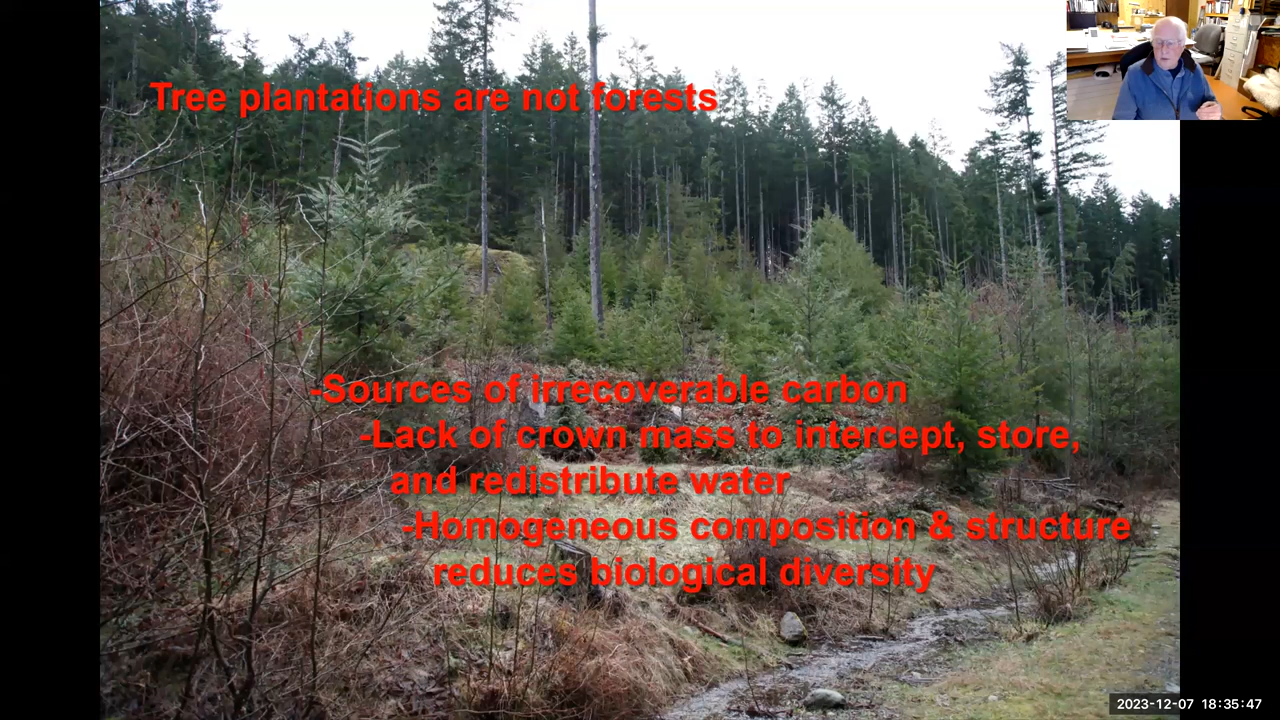 Tree plantations are not forests
-Sources of irrecoverable carbon
-Lack of crown mass to intercept, store,
and redistribute water
-Homogeneous composition & structure
reduces biological diversity
2023-12-07 18:35:47